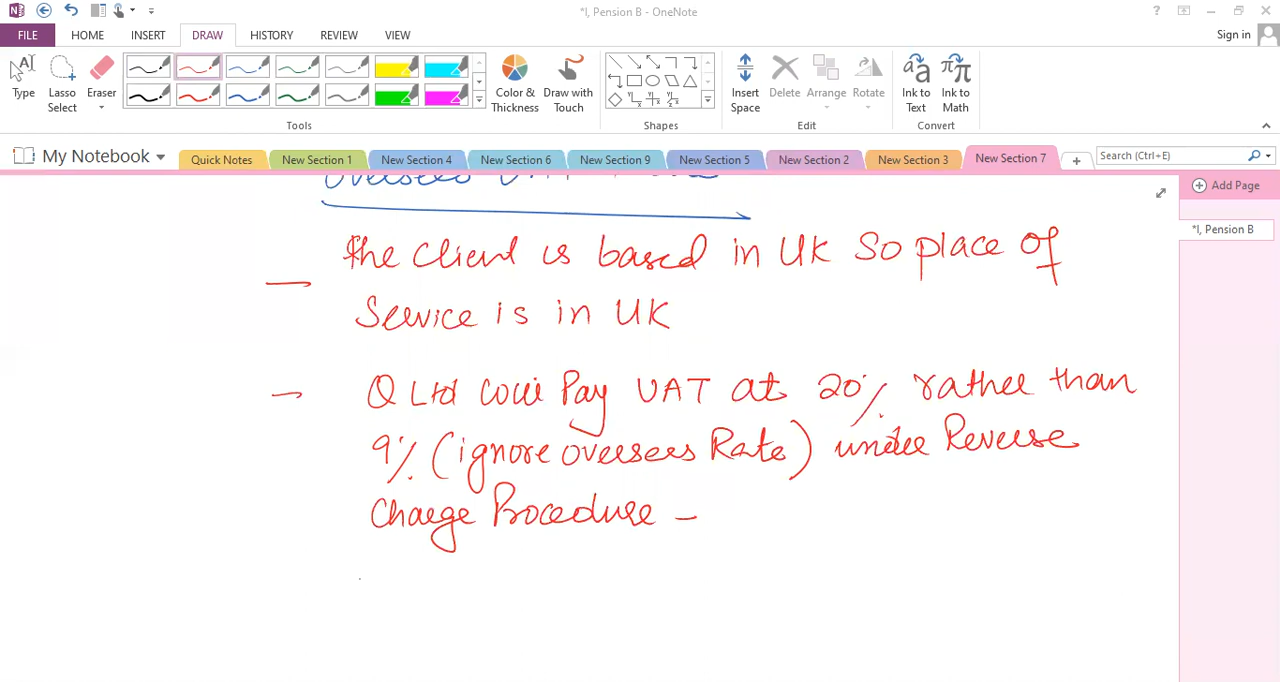 *I, Pension B - OneNote
?
Sign in
FILE HOME INSERT DRAW HISTORY REVIEW VIEW
Type
Lasso Select
Eraser
Color & Thickness
Draw with Touch
Insert Space
Delete
Arrange
Rotate
Ink to Text
Ink to Math
Tools
Shapes
Edit
Convert
My Notebook
Quick Notes New Section 1 New Section 4 New Section 6 New Section 9 New Section 5 New Section 2 New Section 3 New Section 7
Search (Ctrl+E)
Add Page
*I, Pension B
the Client is based in UK So place of
Service is in UK
Q Ltd will Pay VAT at 20% rather than
9% (ignore oversees Rate) under Reverse
Charge Procedure -